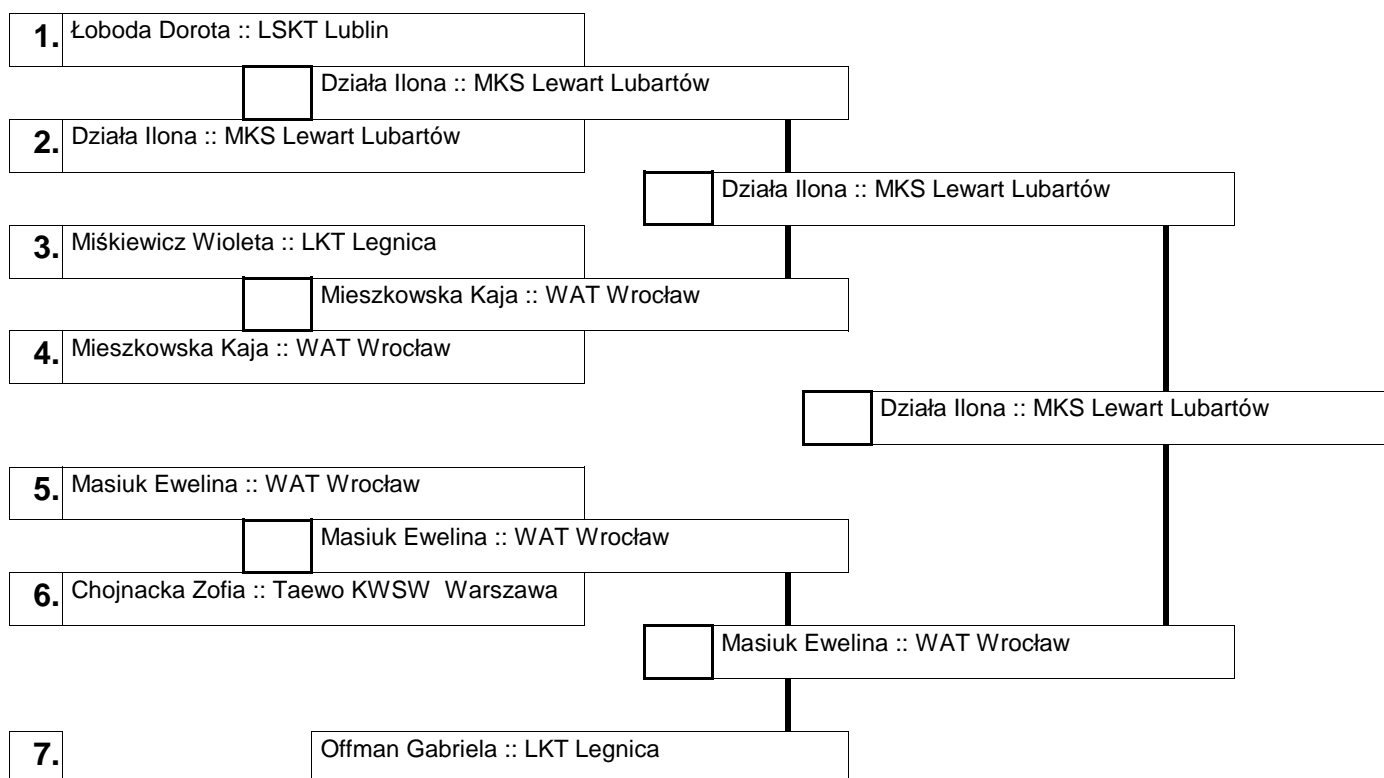 1. Łoboda Dorota :: LSKT Lublin
Działa Ilona :: MKS Lewart Lubartów
2. Działa Ilona :: MKS Lewart Lubartów
Działa Ilona :: MKS Lewart Lubartów
3. Miśkiewicz Wioleta :: LKT Legnica
Mieszkowska Kaja :: WAT Wrocław
4. Mieszkowska Kaja :: WAT Wrocław
Działa Ilona :: MKS Lewart Lubartów
5. Masiuk Ewelina :: WAT Wrocław
Masiuk Ewelina :: WAT Wrocław
6. Chojnacka Zofia :: Taewo KWSW  Warszawa
Masiuk Ewelina :: WAT Wrocław
7. Offman Gabriela :: LKT Legnica